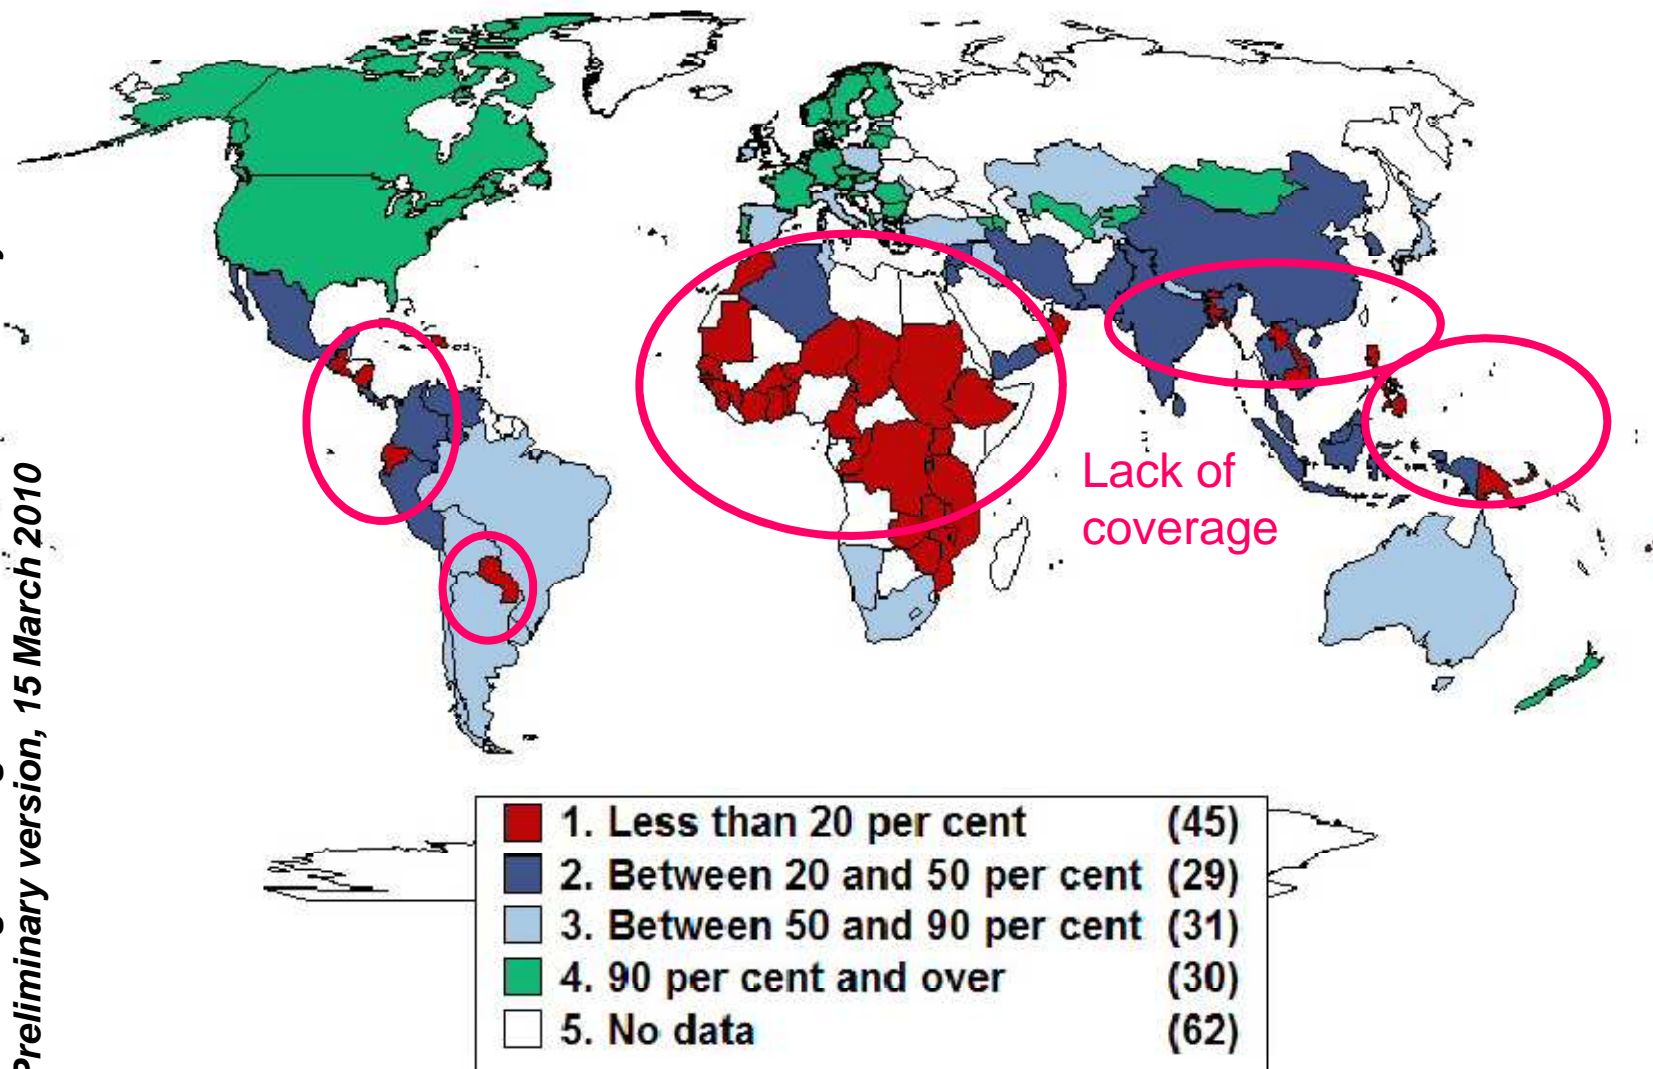 Preliminary version, 15 March 2010
Lack of
coverage
1. Less than 20 per cent (45)
2. Between 20 and 50 per cent (29)
3. Between 50 and 90 per cent (31)
4. 90 per cent and over (30)
5. No data (62)